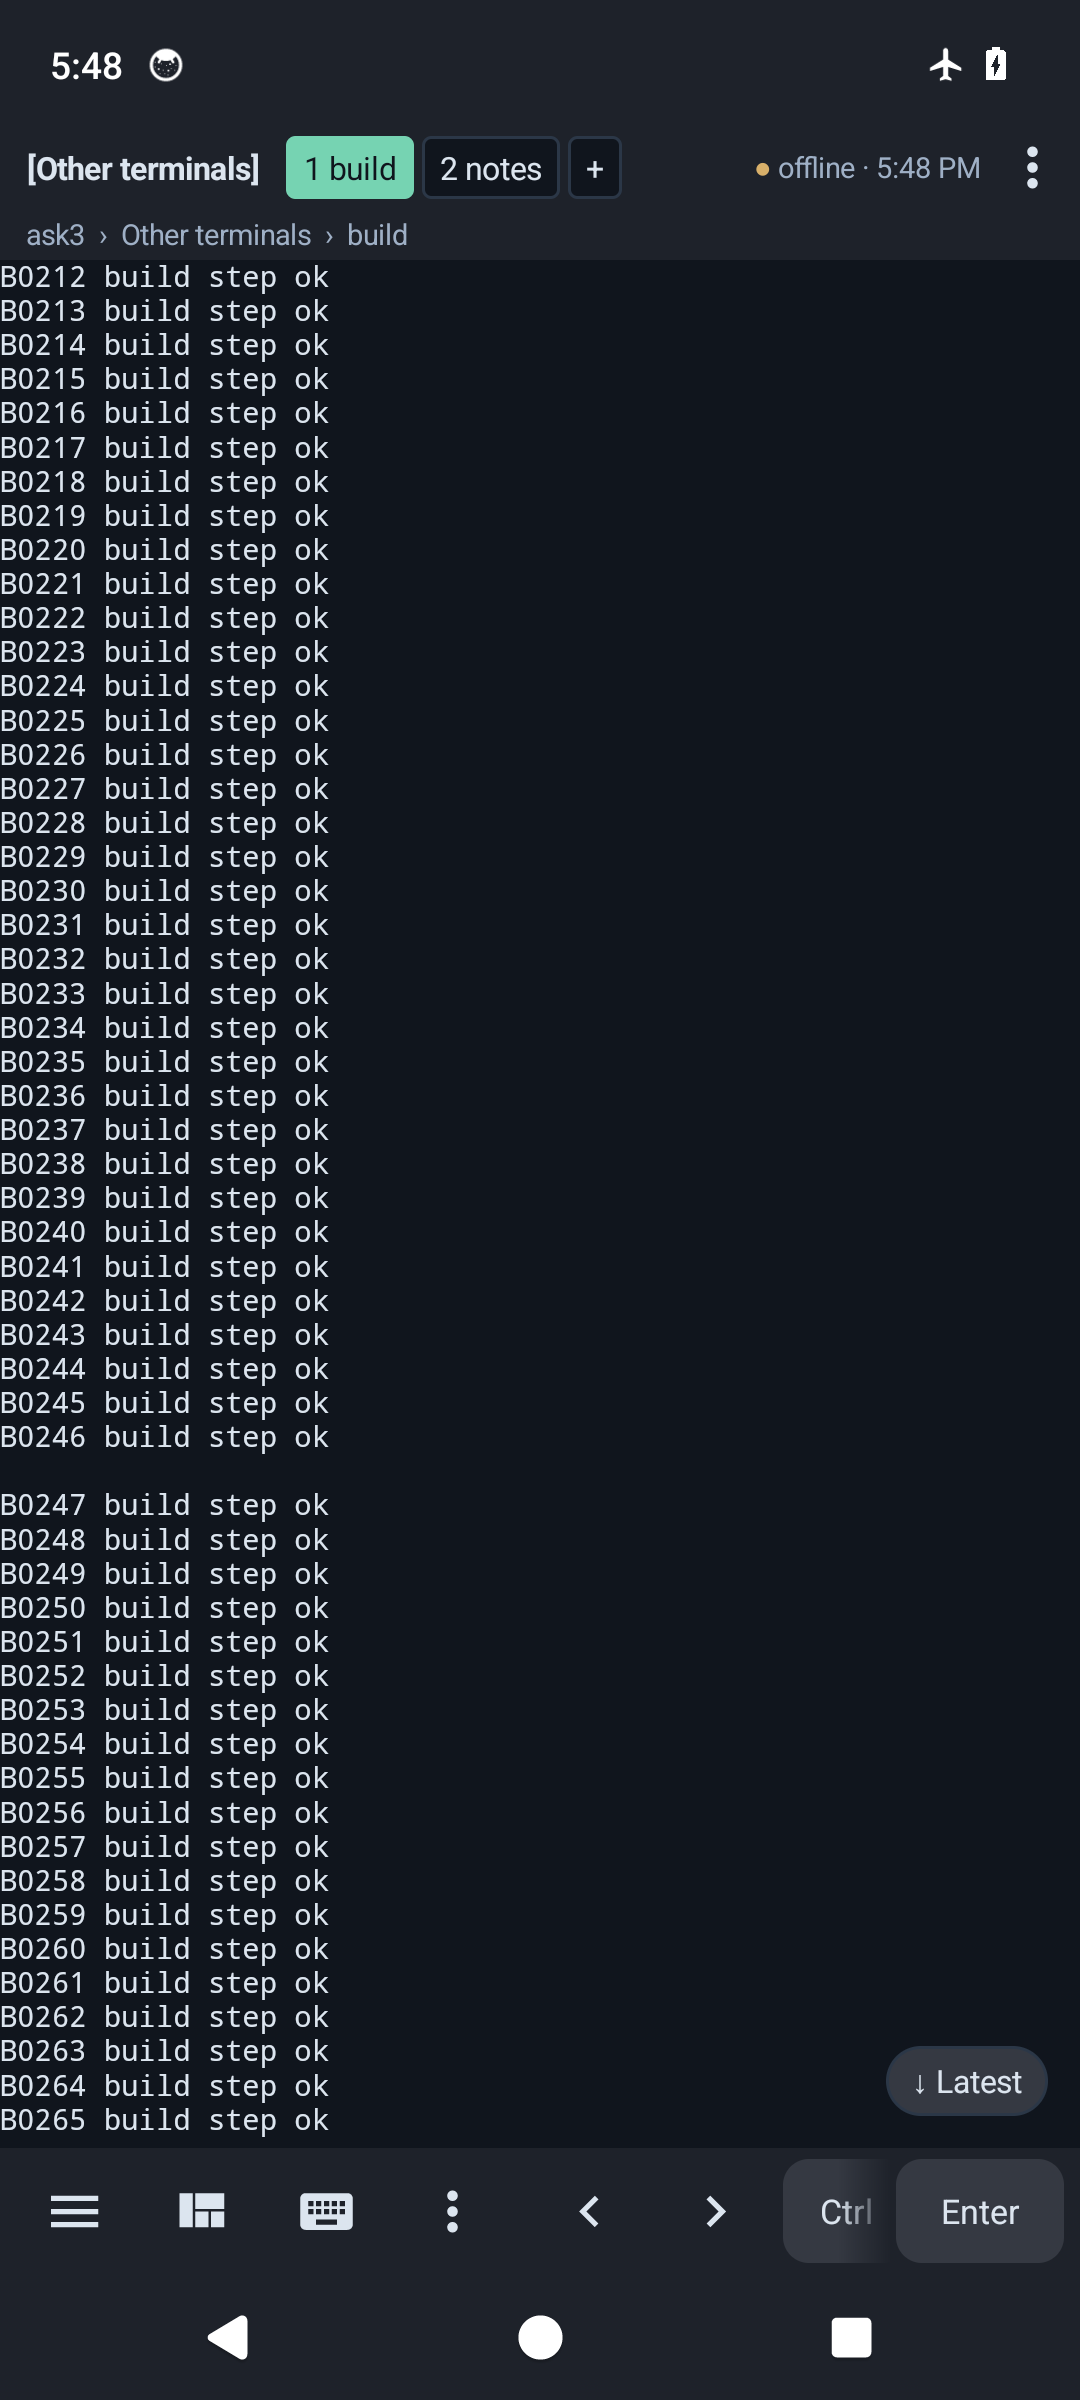 5:48
[Other terminals] 1 build 2 notes + offline · 5:48 PM
ask3 › Other terminals › build
B0212 build step ok
B0213 build step ok
B0214 build step ok
B0215 build step ok
B0216 build step ok
B0217 build step ok
B0218 build step ok
B0219 build step ok
B0220 build step ok
B0221 build step ok
B0222 build step ok
B0223 build step ok
B0224 build step ok
B0225 build step ok
B0226 build step ok
B0227 build step ok
B0228 build step ok
B0229 build step ok
B0230 build step ok
B0231 build step ok
B0232 build step ok
B0233 build step ok
B0234 build step ok
B0235 build step ok
B0236 build step ok
B0237 build step ok
B0238 build step ok
B0239 build step ok
B0240 build step ok
B0241 build step ok
B0242 build step ok
B0243 build step ok
B0244 build step ok
B0245 build step ok
B0246 build step ok
B0247 build step ok
B0248 build step ok
B0249 build step ok
B0250 build step ok
B0251 build step ok
B0252 build step ok
B0253 build step ok
B0254 build step ok
B0255 build step ok
B0256 build step ok
B0257 build step ok
B0258 build step ok
B0259 build step ok
B0260 build step ok
B0261 build step ok
B0262 build step ok
B0263 build step ok
B0264 build step ok
↓ Latest
B0265 build step ok
Ctrl Enter